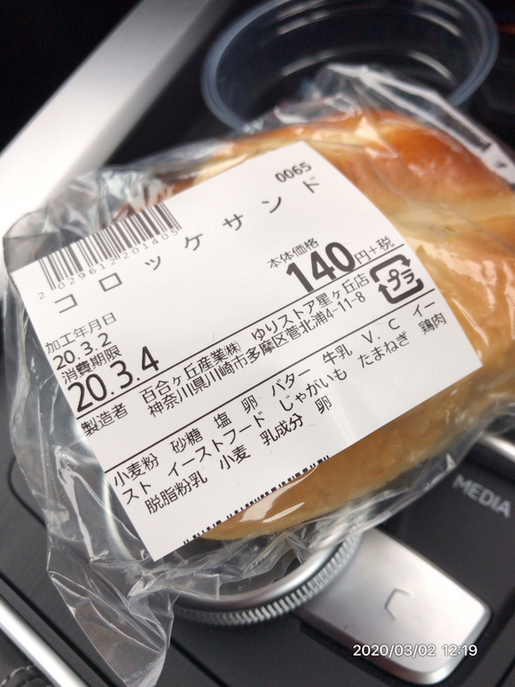 0065
2 029612 201405
コロッケサンド
本体価格
140円+税
加工年月日
20.3.2
消費期限
20.3.4
プラ
製造者 百合ヶ丘産業㈱ ゆりストア星ヶ丘店
神奈川県川崎市多摩区菅北浦4-11-8
小麦粉 砂糖 塩 卵 バター 牛乳 V.C イー
スト イーストフード じゃがいも たまねぎ 鶏肉
脱脂粉乳 小麦 乳成分 卵
MEDIA
2020/03/02 12:19